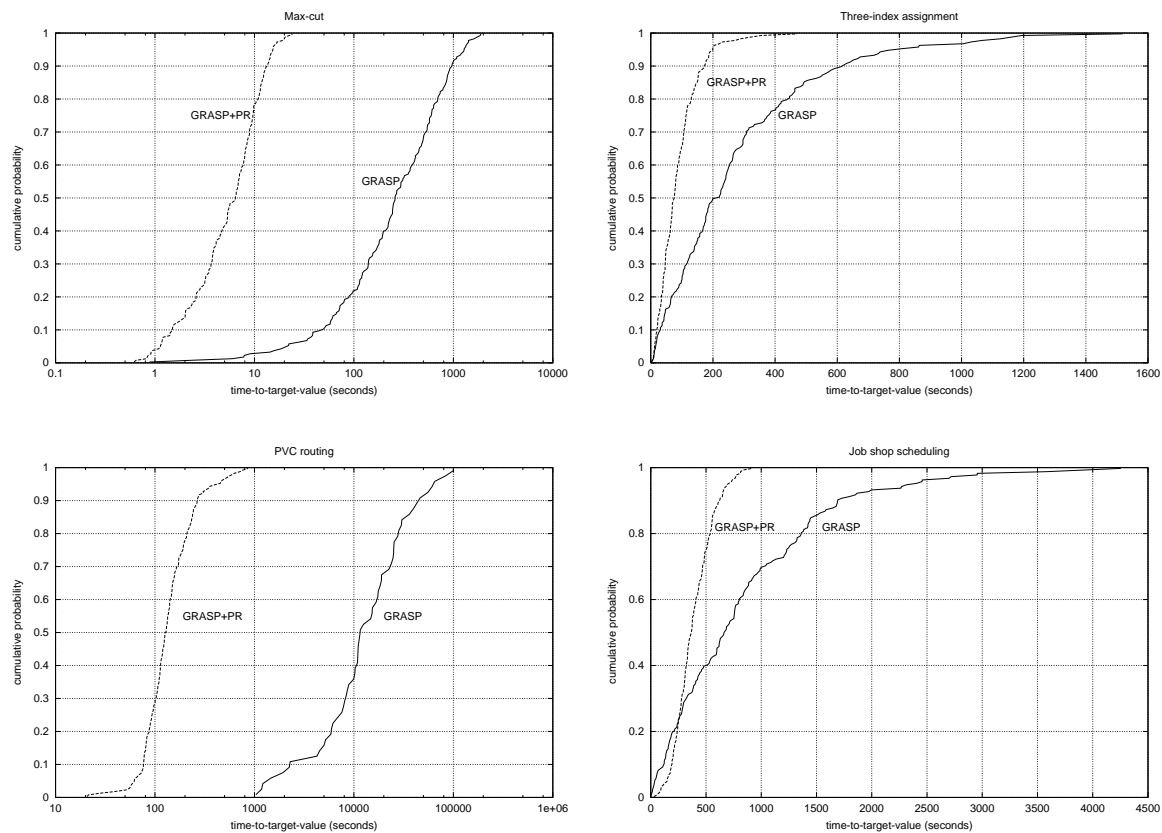 Max-cut
1
0.9
0.8
0.7
0.6
0.5
0.4
0.3
0.2
0.1
0
cumulative probability
GRASP+PR
GRASP
0.1 1 10 100 1000 10000
time-to-target-value (seconds)
Three-index assignment
1
0.9
0.8
0.7
0.6
0.5
0.4
0.3
0.2
0.1
0
cumulative probability
GRASP+PR
GRASP
0 200 400 600 800 1000 1200 1400 1600
time-to-target-value (seconds)
PVC routing
1
0.9
0.8
0.7
0.6
0.5
0.4
0.3
0.2
0.1
0
cumulative probability
GRASP+PR
GRASP
10 100 1000 10000 100000 1e+06
time-to-target-value (seconds)
Job shop scheduling
1
0.8
0.6
0.4
0.2
0
cumulative probability
GRASP+PR
GRASP
0 500 1000 1500 2000 2500 3000 3500 4000 4500
time-to-target-value (seconds)